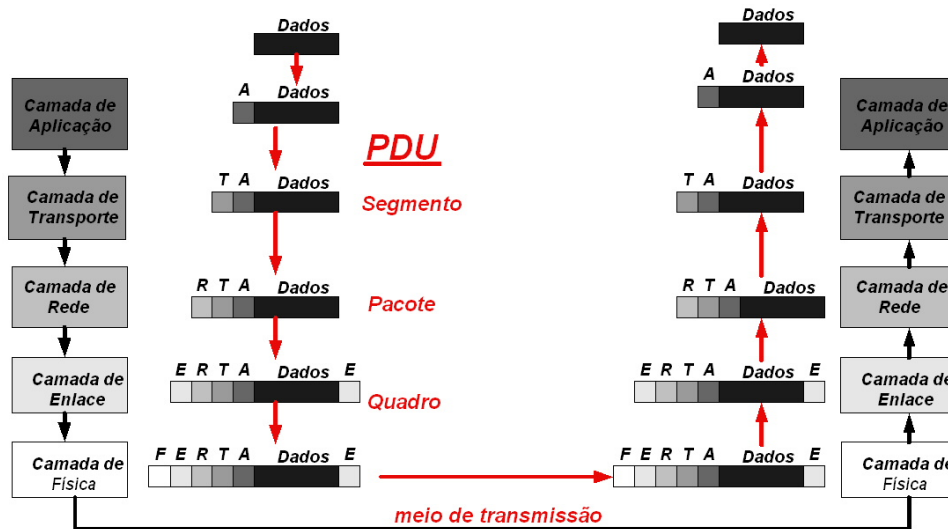 Dados
Dados
A Dados
A Dados
Camada de
Aplicação
Camada de
Aplicação
PDU
T A Dados
Segmento
T A Dados
Camada de
Transporte
Camada de
Transporte
R T A Dados
Pacote
R T A Dados
Camada de
Rede
Camada de
Rede
E R T A Dados E
Quadro
E R T A Dados E
Camada de
Enlace
Camada de
Enlace
F E R T A Dados E
F E R T A Dados E
Camada de
Física
Camada de
Física
meio de transmissão